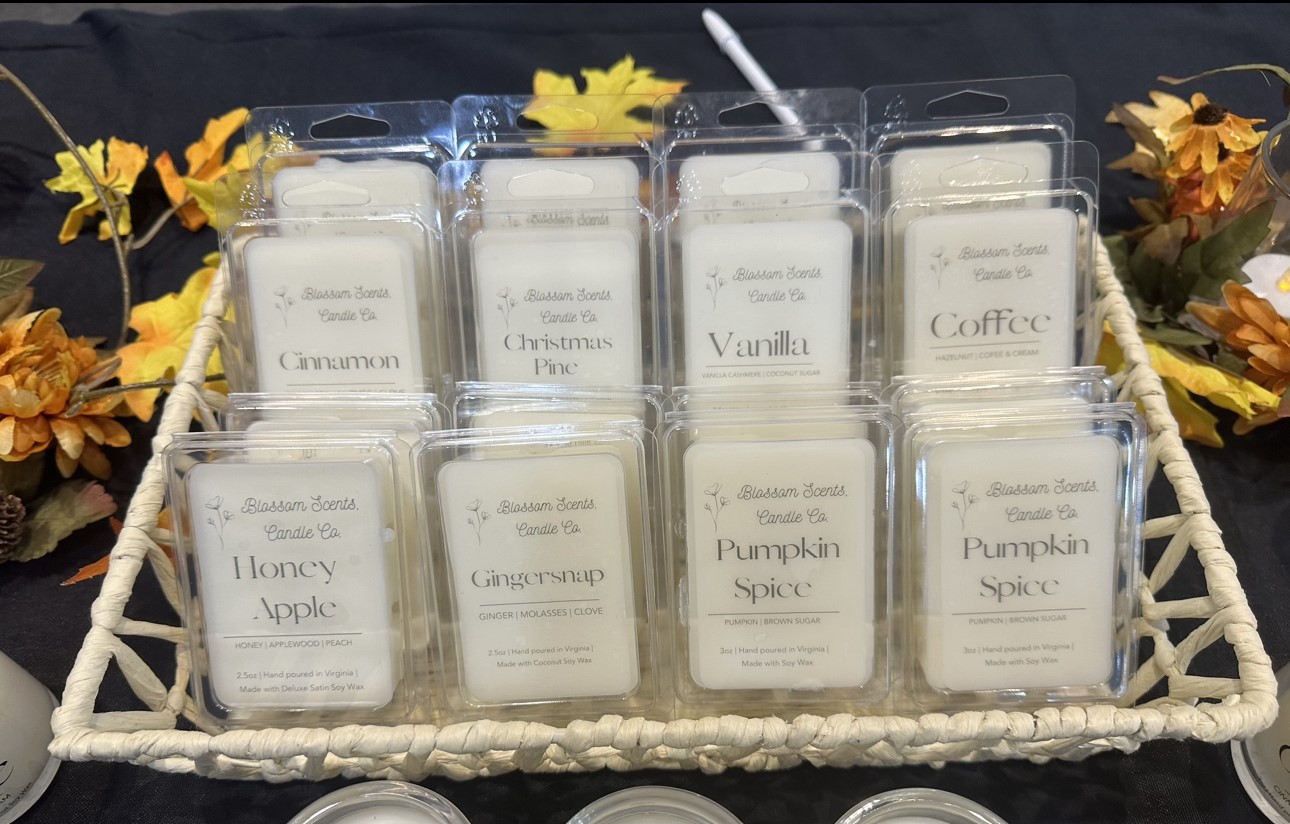 Blossom Scents,
Candle Co.
Cinnamon
Blossom Scents,
Candle Co.
Christmas
Pine
Blossom Scents,
Candle Co.
Vanilla
VANILLA CASHMERE | COCONUT SUGAR
Blossom Scents,
Candle Co.
Coffee
HAZELNUT | COFEE & CREAM
Blossom Scents,
Candle Co.
Honey
Apple
HONEY | APPLEWOOD | PEACH
2.5oz | Hand poured in Virginia |
Made with Deluxe Satin Soy Wax
Blossom Scents,
Candle Co.
Gingersnap
GINGER | MOLASSES | CLOVE
2.5oz | Hand poured in Virginia |
Made with Coconut Soy Wax
Blossom Scents,
Candle Co.
Pumpkin
Spice
PUMPKIN | BROWN SUGAR
3oz | Hand poured in Virginia |
Made with Soy Wax
Blossom Scents,
Candle Co.
Pumpkin
Spice
PUMPKIN | BROWN SUGAR
3oz | Hand poured in Virginia |
Made with Soy Wax